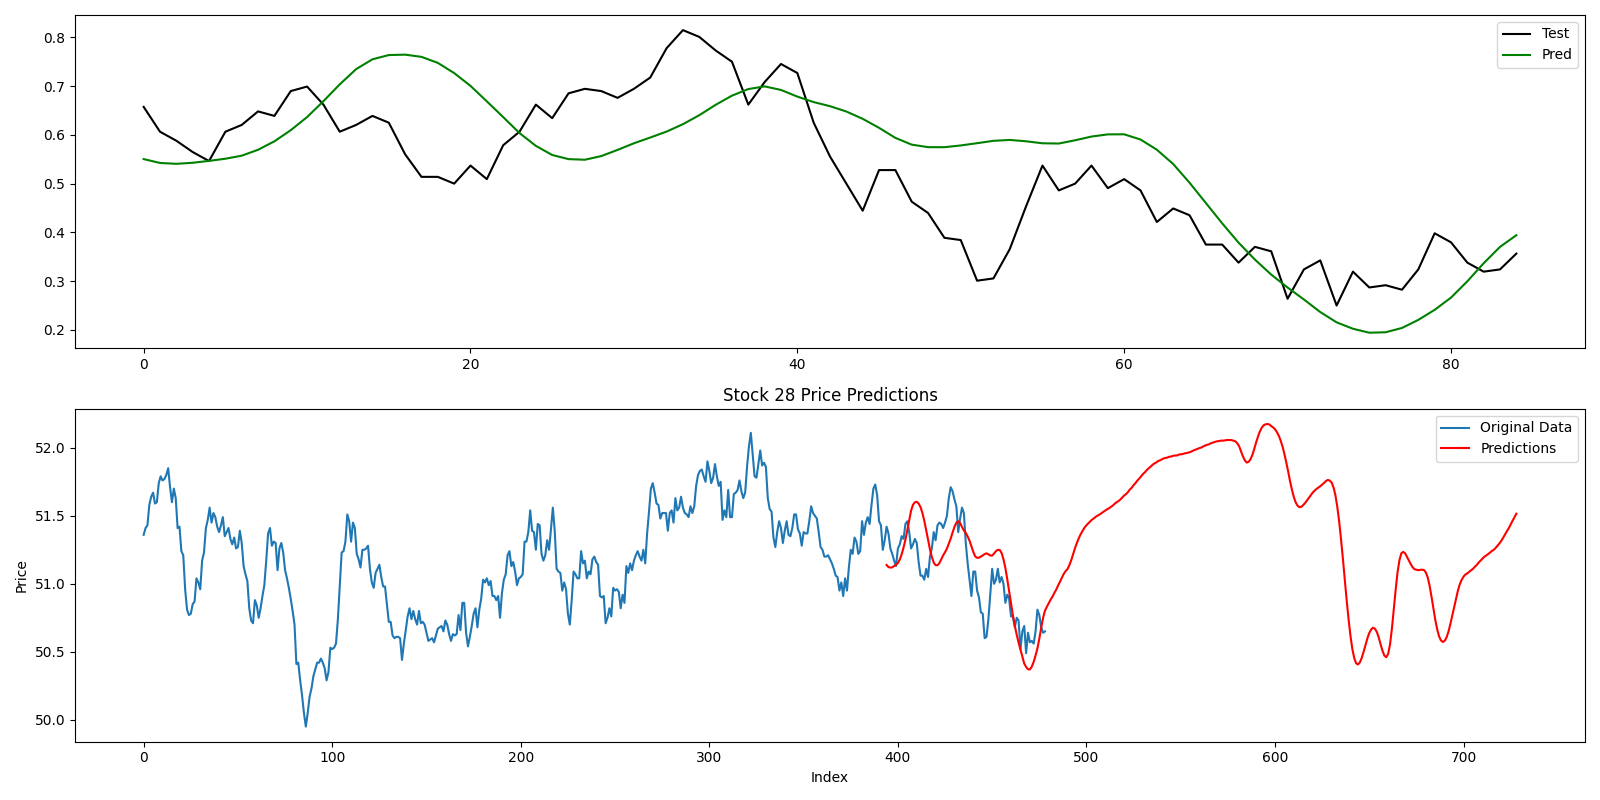 0.8
0.7
0.6
0.5
0.4
0.3
0.2
Test
Pred
0 20 40 60 80
Stock 28 Price Predictions
52.0
51.5
51.0
50.5
50.0
Price
Original Data
Predictions
0 100 200 300 400 500 600 700
Index